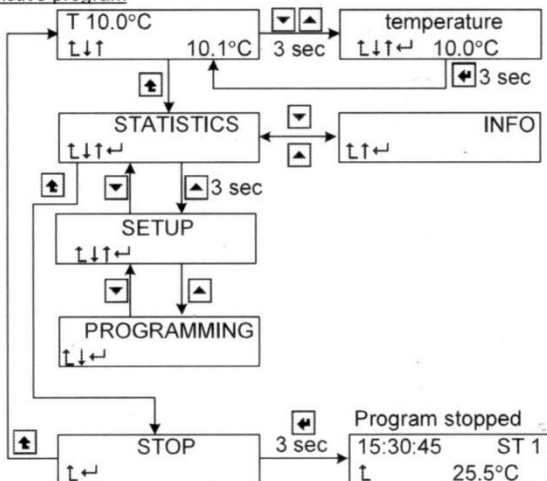 program
T 10.0°C
↓↑ 10.1°C
3 sec
temperature
↓↑↵ 10.0°C
3 sec
STATISTICS
↓↑↵
INFO
↑↵
3 sec
SETUP
↓↑↵
PROGRAMMING
↓↵
STOP
↵
3 sec
Program stopped
15:30:45 ST 1
25.5°C